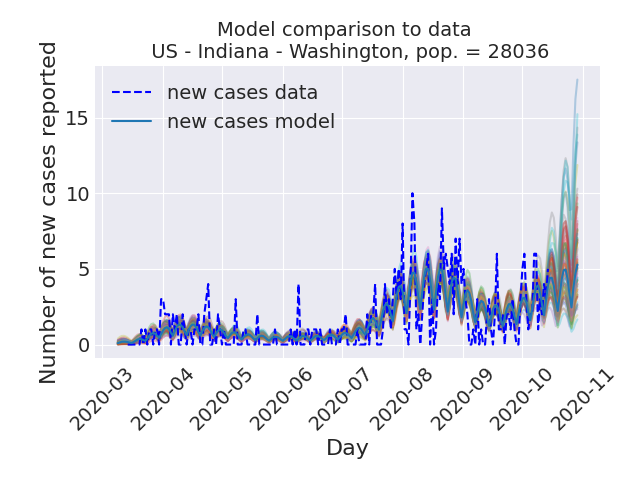 Model comparison to data
US - Indiana - Washington, pop. = 28036
Number of new cases reported
new cases data
new cases model
15
10
5
0
2020-03
2020-04
2020-05
2020-06
2020-07
2020-08
2020-09
2020-10
2020-11
Day